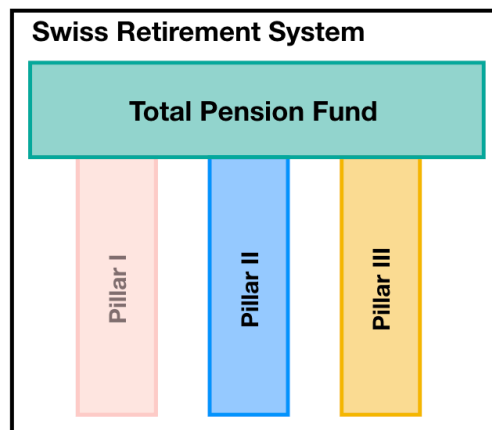 Swiss Retirement System
Total Pension Fund
Pillar I
Pillar II
Pillar III